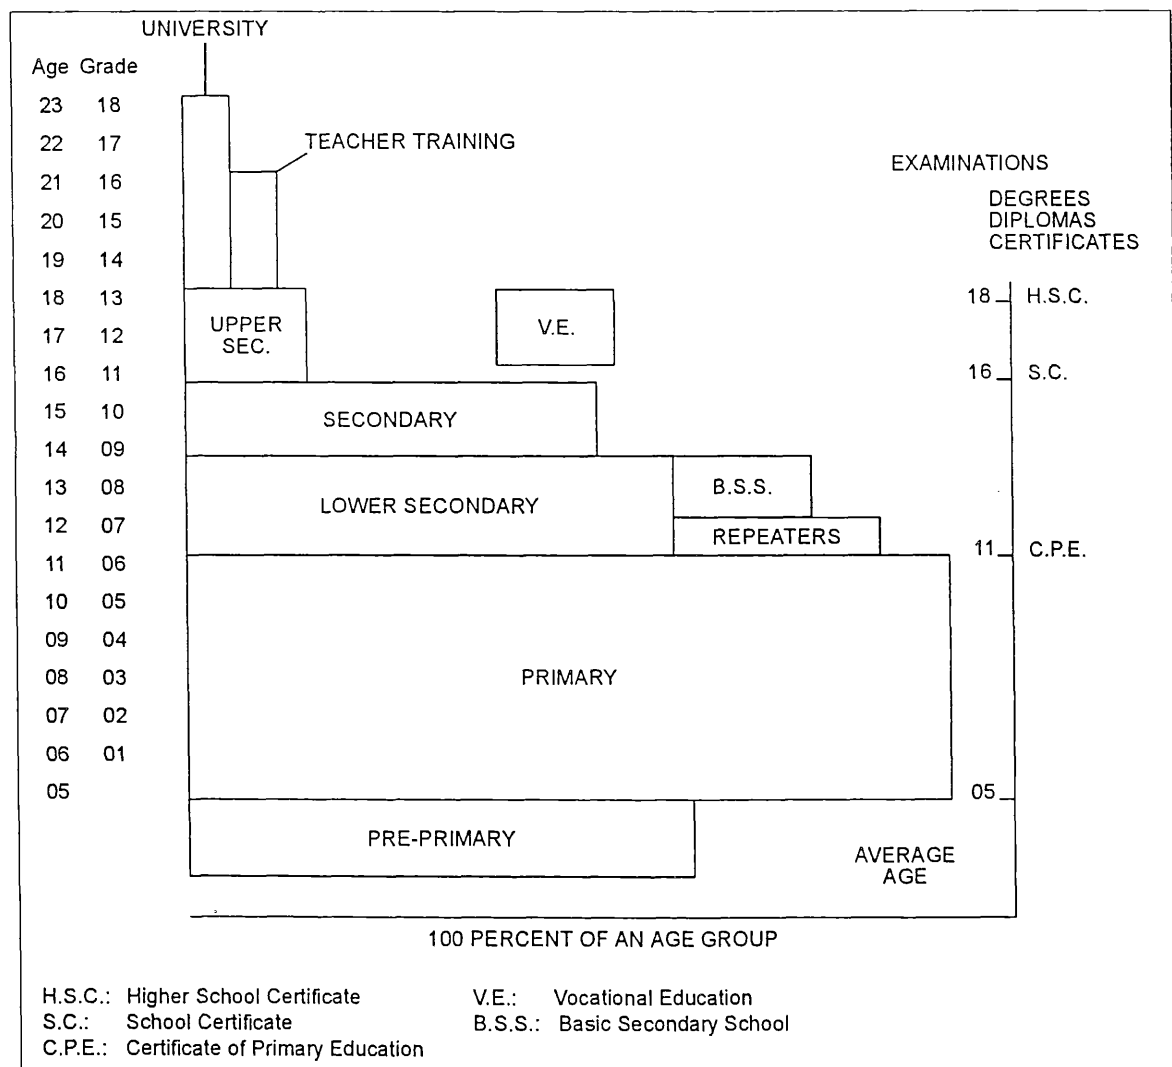 UNIVERSITY
Age Grade
23 18
22 17
TEACHER TRAINING
21 16
20 15
19 14
18 13
17 12
16 11
15 10
14 09
13 08
12 07
11 06
10 05
09 04
08 03
07 02
06 01
05
UPPER
SEC.
V.E.
SECONDARY
LOWER SECONDARY
B.S.S.
REPEATERS
PRIMARY
PRE-PRIMARY
EXAMINATIONS
DEGREES
DIPLOMAS
CERTIFICATES
18 H.S.C.
16 S.C.
11 C.P.E.
05
AVERAGE
AGE
100 PERCENT OF AN AGE GROUP
H.S.C.: Higher School Certificate
S.C.: School Certificate
C.P.E.: Certificate of Primary Education
V.E.: Vocational Education
B.S.S.: Basic Secondary School